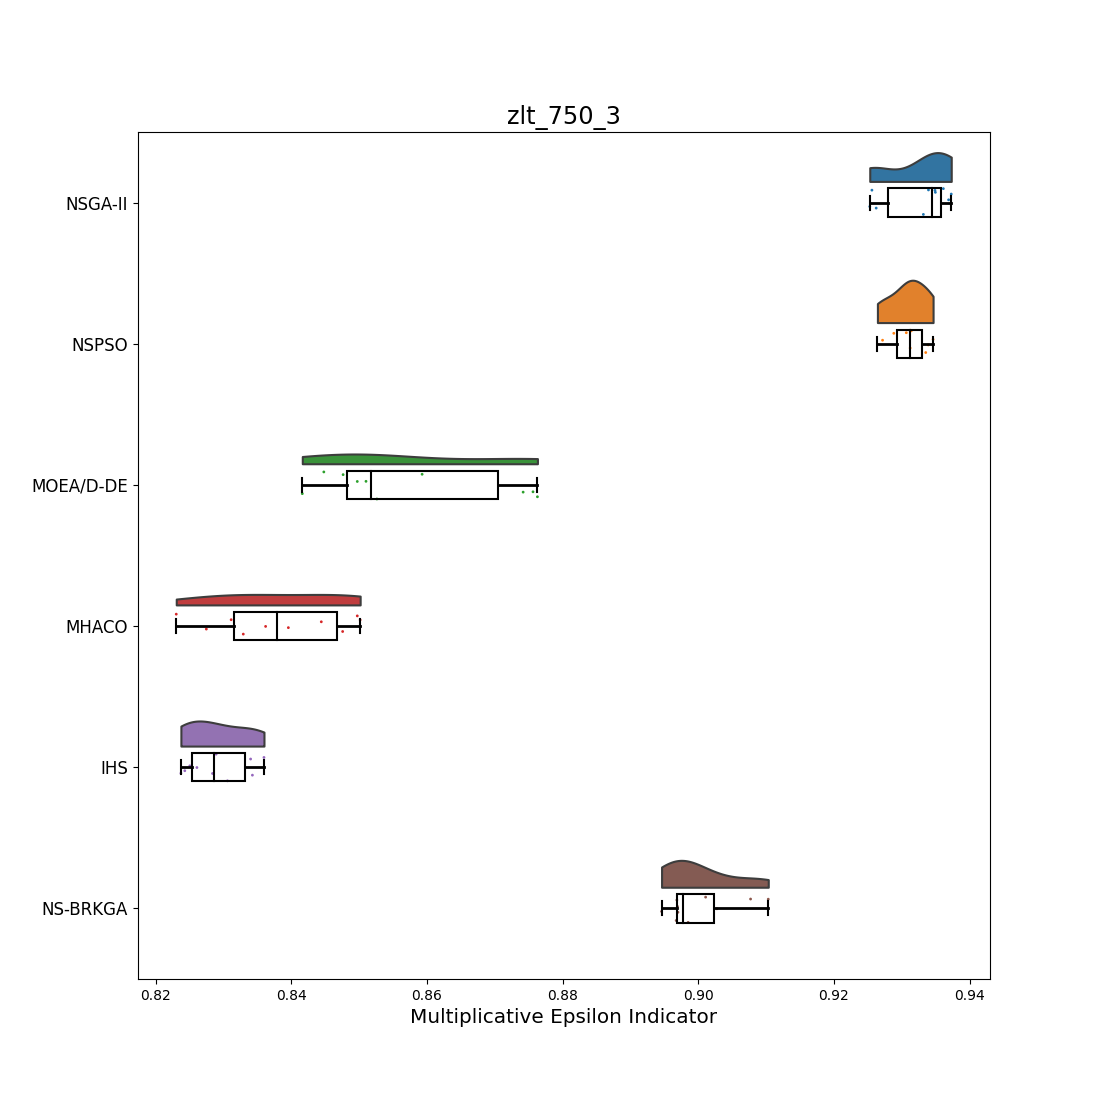 zlt_750_3
NSGA-II
NSPSO
MOEA/D-DE
MHACO
IHS
NS-BRKGA
0.82 0.84 0.86 0.88 0.90 0.92 0.94
Multiplicative Epsilon Indicator